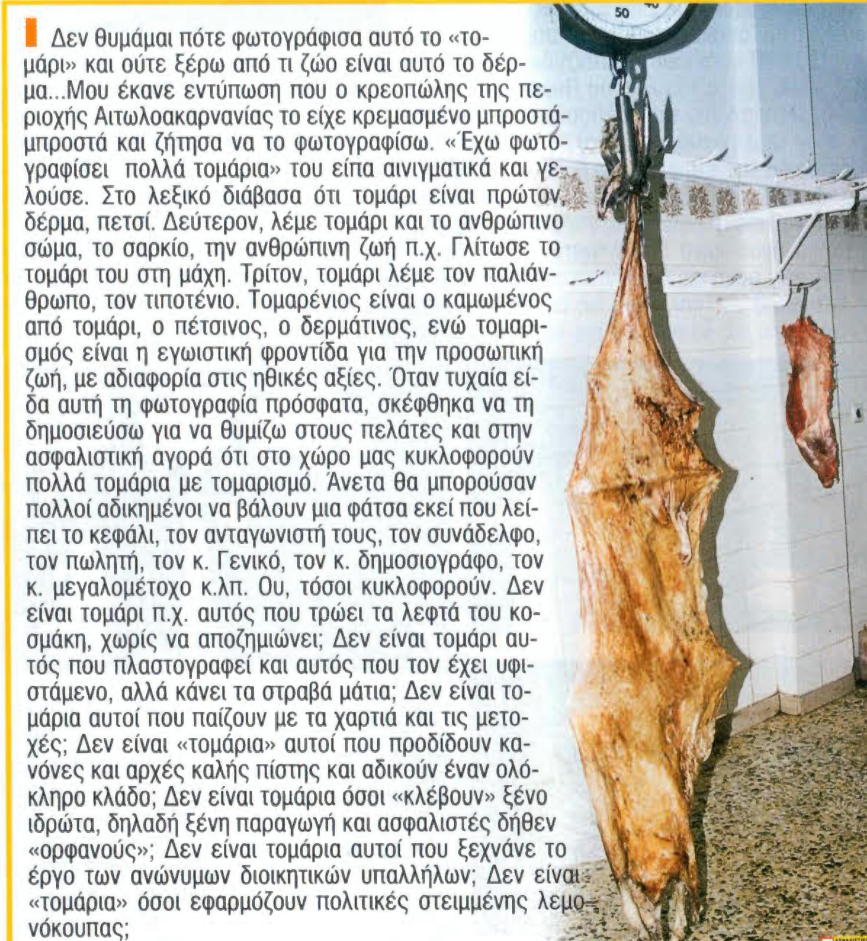 50
40
Δεν θυμάμαι πότε φωτογράφισα αυτό το «το-
μάρι» και ούτε ξέρω από τι ζώο είναι αυτό το δέρ-
μα...Μου έκανε εντύπωση που ο κρεοπώλης της πε-
ριοχής Αιτωλοακαρνανίας το είχε κρεμασμένο μπροστά-
μπροστά και ζήτησα να το φωτογραφίσω. «Έχω φωτο-
γραφίσει πολλά τομάρια» του είπα αινιγματικά και γε-
λούσε. Στο λεξικό διάβασα ότι τομάρι είναι πρώτον,
δέρμα, πετσί. Δεύτερον, λέμε τομάρι και το ανθρώπινο
σώμα, το σαρκίο, την ανθρώπινη ζωή π.χ. Γλίτωσε το
τομάρι του στη μάχη. Τρίτον, τομάρι λέμε τον παλιάν-
θρωπο, τον τιποτένιο. Τομαρένιος είναι ο καμωμένος
από τομάρι, ο πέτσινος, ο δερμάτινος, ενώ τομαρι-
σμός είναι η εγωιστική φροντίδα για την προσωπική
ζωή, με αδιαφορία στις ηθικές αξίες. Όταν τυχαία εί-
δα αυτή τη φωτογραφία πρόσφατα, σκέφθηκα να τη
δημοσιεύσω για να θυμίζω στους πελάτες και στην
ασφαλιστική αγορά ότι στο χώρο μας κυκλοφορούν
πολλά τομάρια με τομαρισμό. Άνετα θα μπορούσαν
πολλοί αδικημένοι να βάλουν μια φάτσα εκεί που λεί-
πει το κεφάλι, τον ανταγωνιστή τους, τον συνάδελφο,
τον πωλητή, τον κ. Γενικό, τον κ. δημοσιογράφο, τον
κ. μεγαλομέτοχο κ.λπ. Ου, τόσοι κυκλοφορούν. Δεν
είναι τομάρι π.χ. αυτός που τρώει τα λεφτά του κο-
σμάκη, χωρίς να αποζημιώνει; Δεν είναι τομάρι αυ-
τός που πλαστογραφεί και αυτός που τον έχει υφι-
στάμενο, αλλά κάνει τα στραβά μάτια; Δεν είναι το-
μάρια αυτοί που παίζουν με τα χαρτιά και τις μετο-
χές; Δεν είναι «τομάρια» αυτοί που προδίδουν κα-
νόνες και αρχές καλής πίστης και αδικούν έναν ολό-
κληρο κλάδο; Δεν είναι τομάρια όσοι «κλέβουν» ξένο
ιδρώτα, δηλαδή ξένη παραγωγή και ασφαλιστές δήθεν
«ορφανούς»; Δεν είναι τομάρια αυτοί που ξεχνάνε το
έργο των ανώνυμων διοικητικών υπαλλήλων; Δεν είναι
«τομάρια» όσοι εφαρμόζουν πολιτικές στειμμένης λεμο-
νόκουπας;